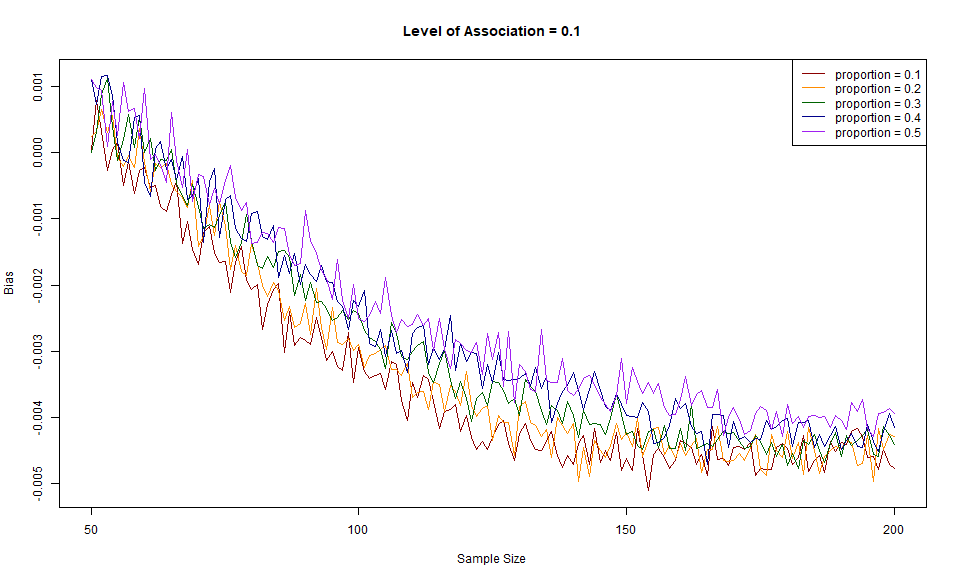 Level of Association = 0.1
proportion = 0.1
proportion = 0.2
proportion = 0.3
proportion = 0.4
proportion = 0.5
Bias
0.001
0.000
-0.001
-0.002
-0.003
-0.004
-0.005
50 100 150 200
Sample Size